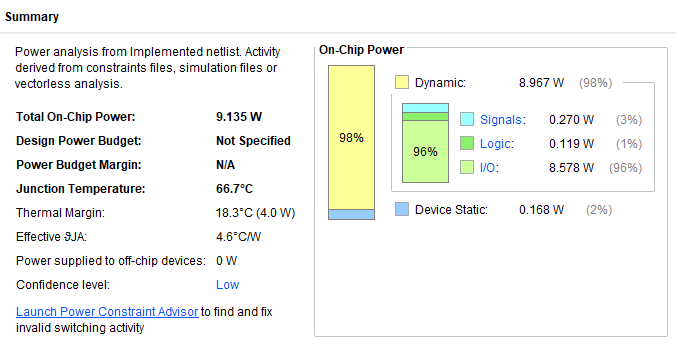 Summary
Power analysis from Implemented netlist. Activity
derived from constraints files, simulation files or
vectorless analysis.
Total On-Chip Power: 9.135 W
Design Power Budget: Not Specified
Power Budget Margin: N/A
Junction Temperature: 66.7°C
Thermal Margin: 18.3°C (4.0 W)
Effective ϑJA: 4.6°C/W
Power supplied to off-chip devices: 0 W
Confidence level: Low
Launch Power Constraint Advisor to find and fix
invalid switching activity
On-Chip Power
98%
Dynamic: 8.967 W (98%)
96%
Signals: 0.270 W (3%)
Logic: 0.119 W (1%)
I/O: 8.578 W (96%)
Device Static: 0.168 W (2%)